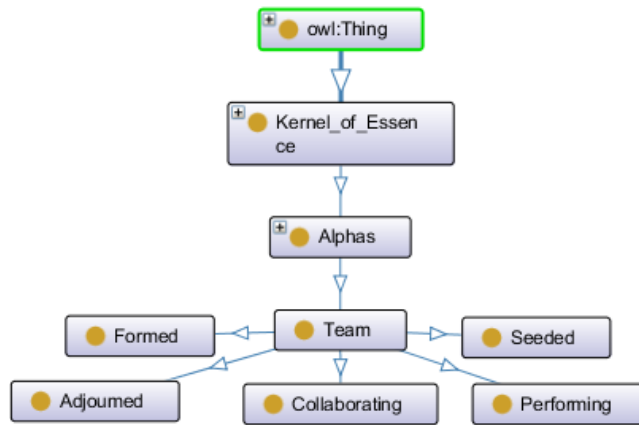 owl:Thing
Kernel_of_Essen
ce
Alphas
Team
Formed
Seeded
Adjourned
Collaborating
Performing